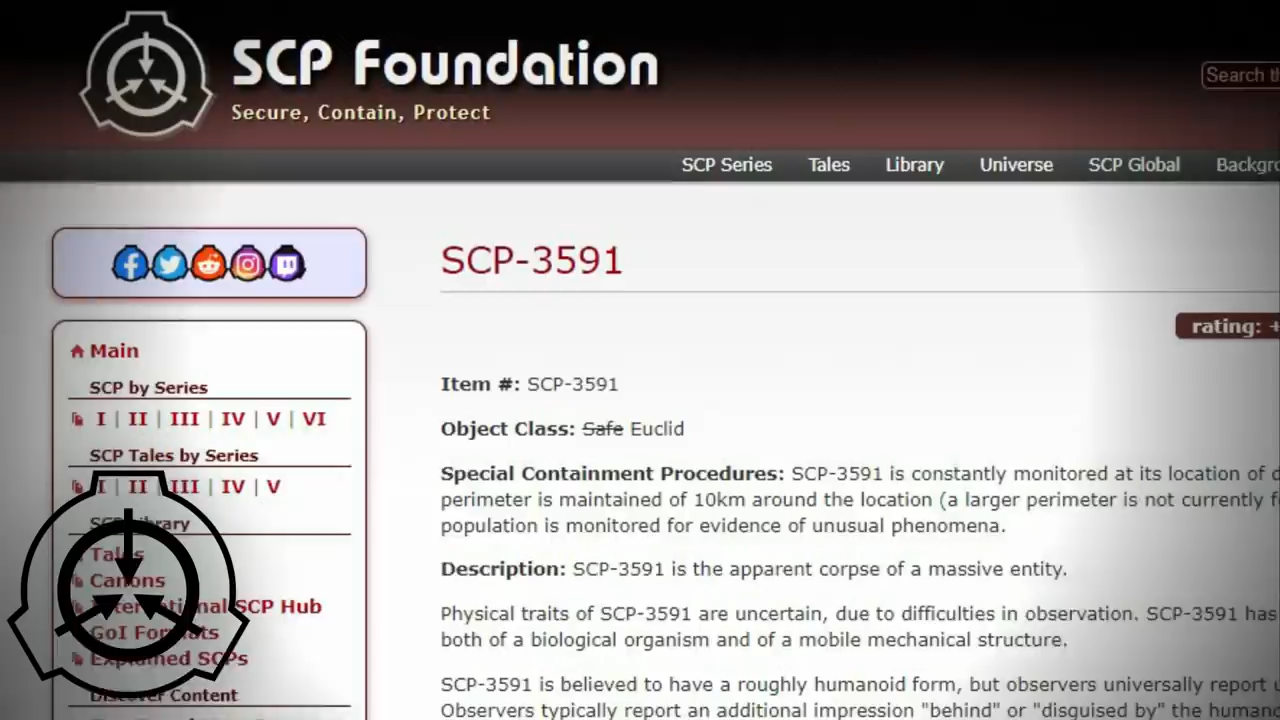 SCP Foundation
Secure, Contain, Protect
Search
SCP Series Tales Library Universe SCP Global
SCP-3591
rating: +
Main
Item #: SCP-3591
SCP by Series
I | II | III | IV | V | VI
Object Class: Safe Euclid
SCP Tales by Series
I | II | III | IV | V
Special Containment Procedures: SCP-3591 is constantly monitored at its location of
perimeter is maintained of 10km around the location (a larger perimeter is not currently
population is monitored for evidence of unusual phenomena.
SCP Library
Tales
Canons
International SCP Hub
GoI Formats
Explained SCPs
Discover Content
Description: SCP-3591 is the apparent corpse of a massive entity.
Physical traits of SCP-3591 are uncertain, due to difficulties in observation. SCP-3591 has
both of a biological organism and of a mobile mechanical structure.
SCP-3591 is believed to have a roughly humanoid form, but observers universally report
Observers typically report an additional impression "behind" or "disguised by" the